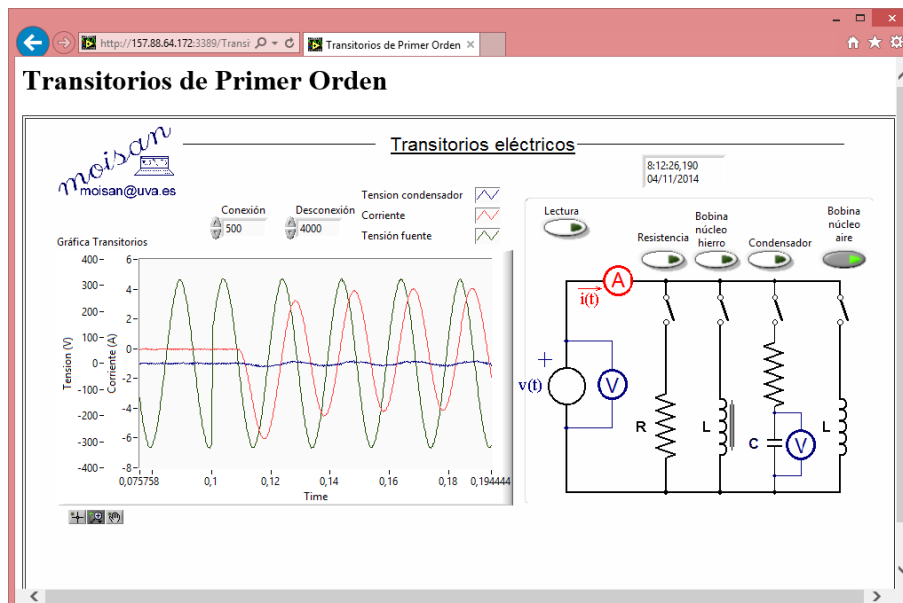 http://157.88.64.172:3389/Transi
Transitorios de Primer Orden
Transitorios de Primer Orden
moisan
moisan@uva.es
Transitorios eléctricos
8:12:26,190
04/11/2014
Conexión
500
Desconexión
4000
Tension condensador
Corriente
Tensión fuente
Gráfica Transitorios
Tension (V)
400
300
200
100
0
-100
-200
-300
-400
Corriente (A)
6
4
2
0
-2
-4
-6
-8
0,075758
0,1
0,12
0,14
0,16
0,18
0,194444
Time
Lectura
Resistencia
Bobina
núcleo
hierro
Condensador
Bobina
núcleo
aire
A
i(t)
+
v(t)
V
R
L
C
V
L